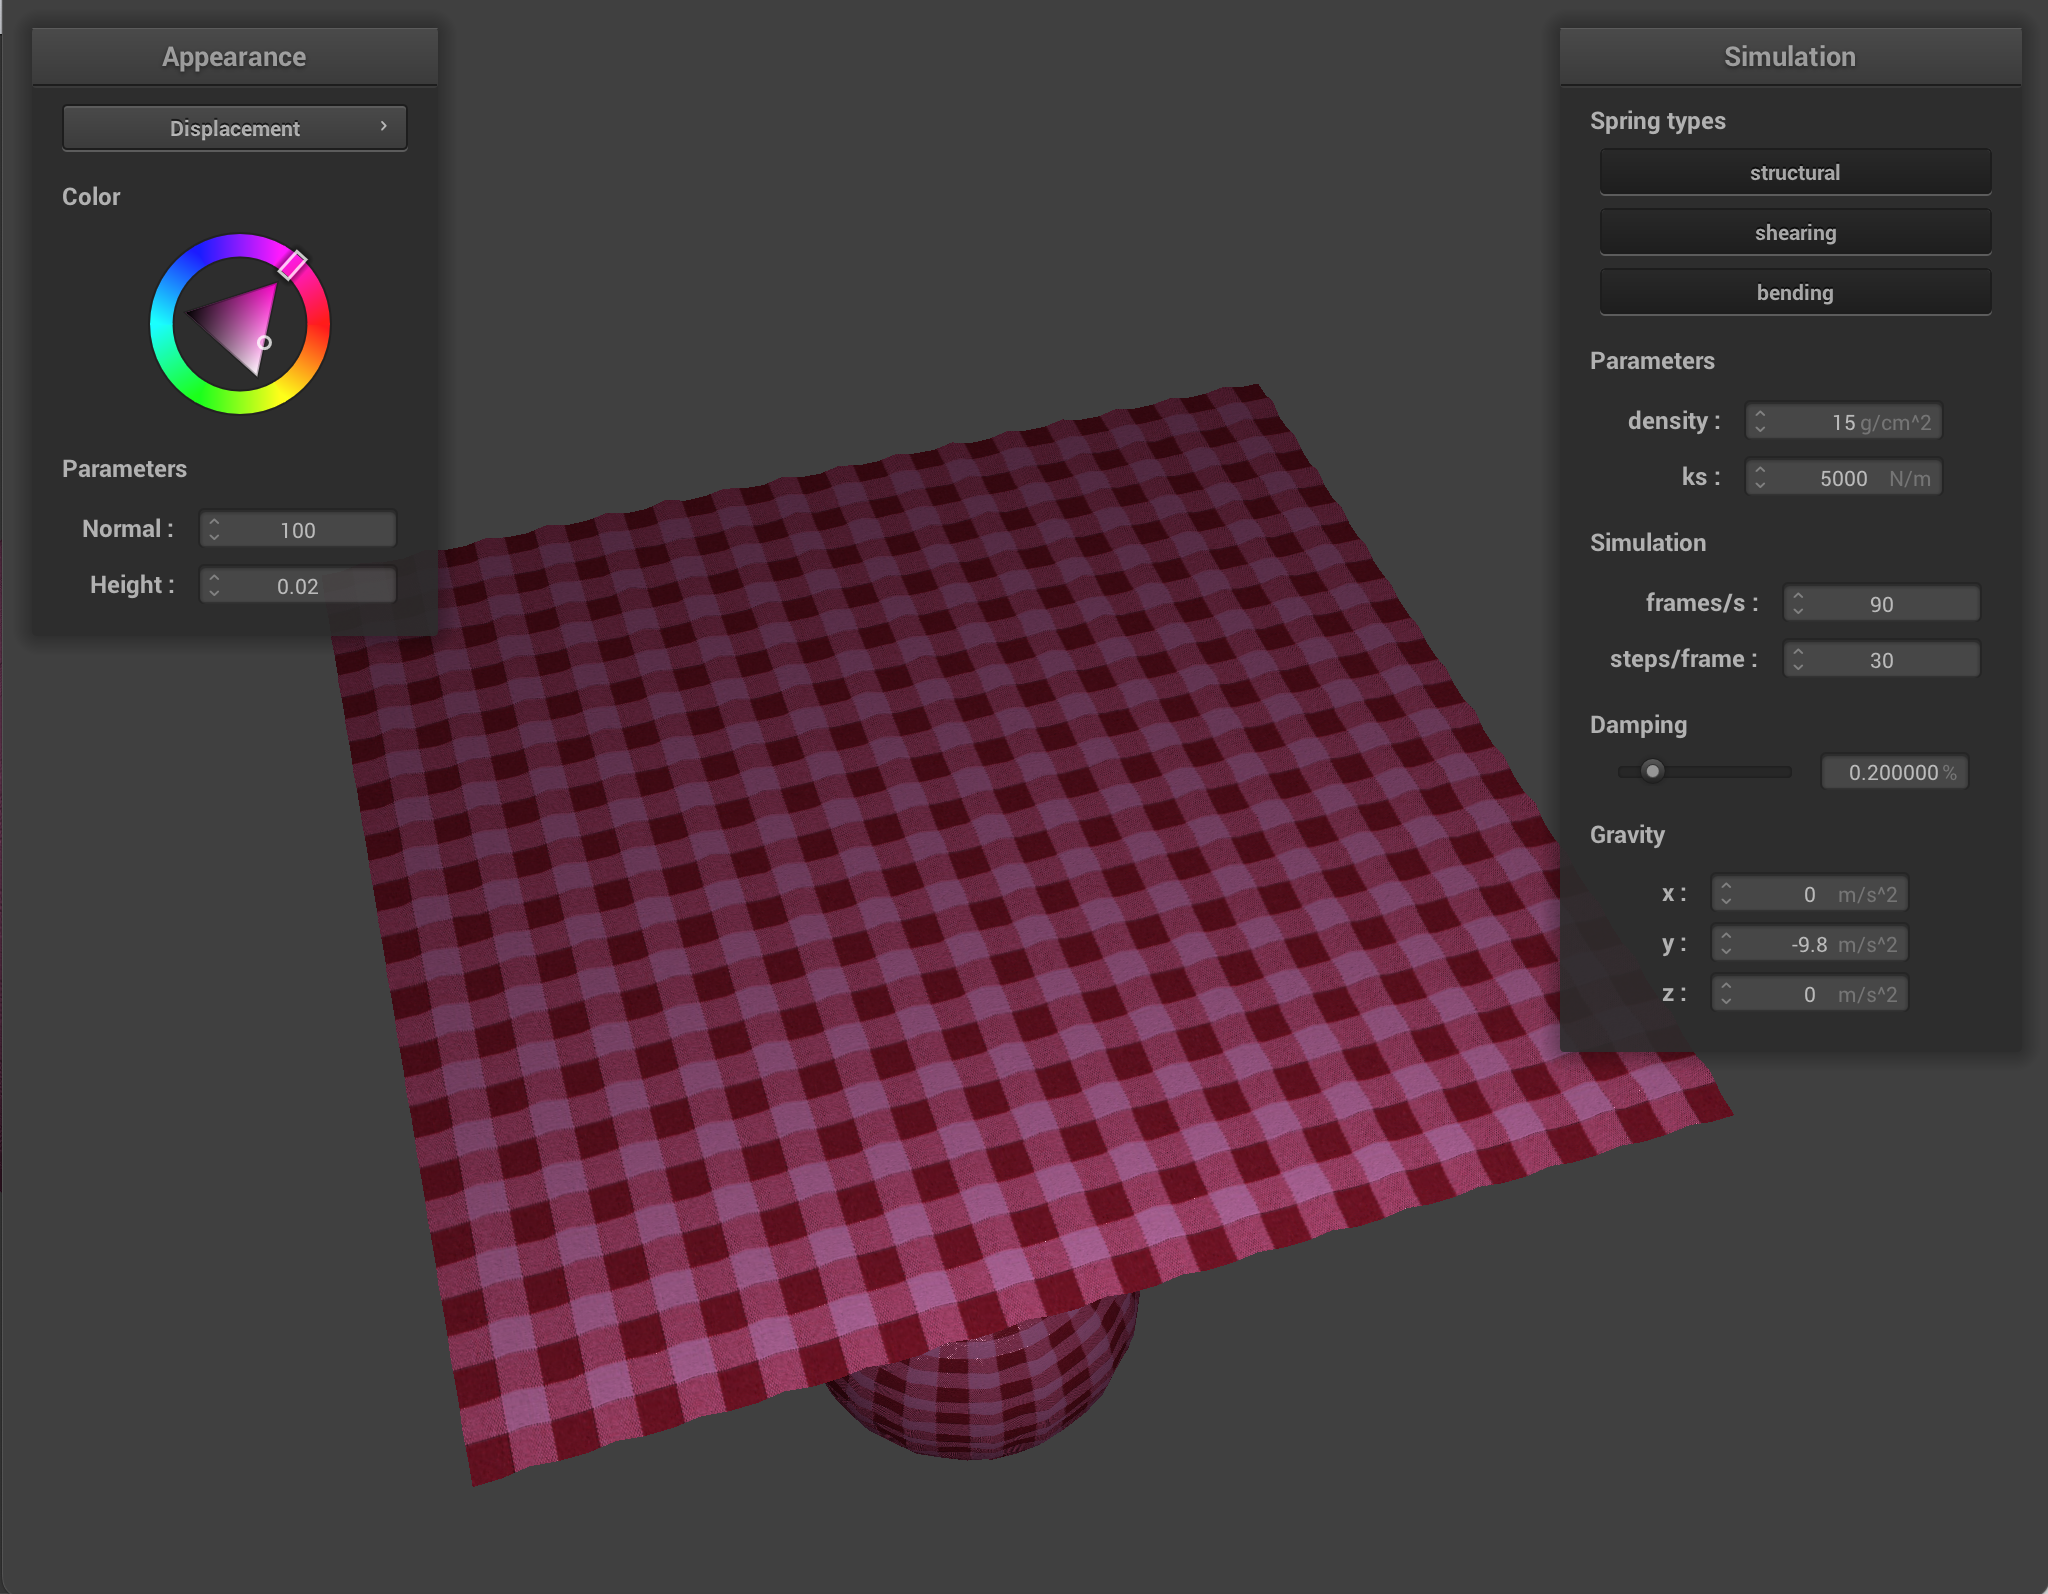 Appearance
Displacement
Color
Parameters
Normal : 100
Height : 0.02
Simulation
Spring types
structural
shearing
bending
Parameters
density : 15 g/cm^2
ks : 5000 N/m
Simulation
frames/s : 90
steps/frame : 30
Damping
0.200000 %
Gravity
x : 0 m/s^2
y : -9.8 m/s^2
z : 0 m/s^2